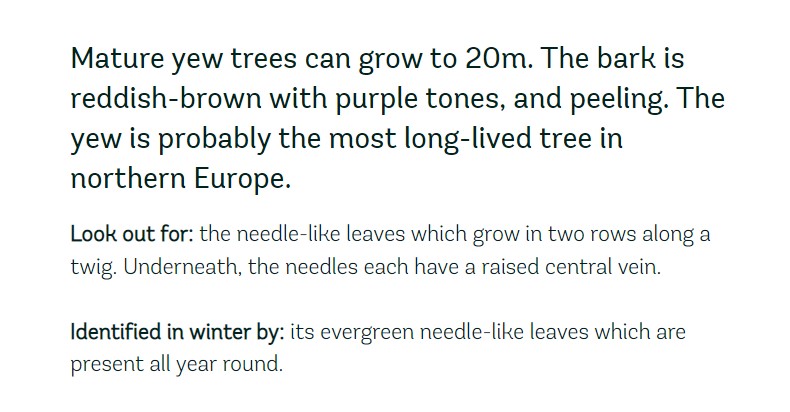 Mature yew trees can grow to 20m. The bark is
reddish-brown with purple tones, and peeling. The
yew is probably the most long-lived tree in
northern Europe.
Look out for: the needle-like leaves which grow in two rows along a
twig. Underneath, the needles each have a raised central vein.
Identified in winter by: its evergreen needle-like leaves which are
present all year round.